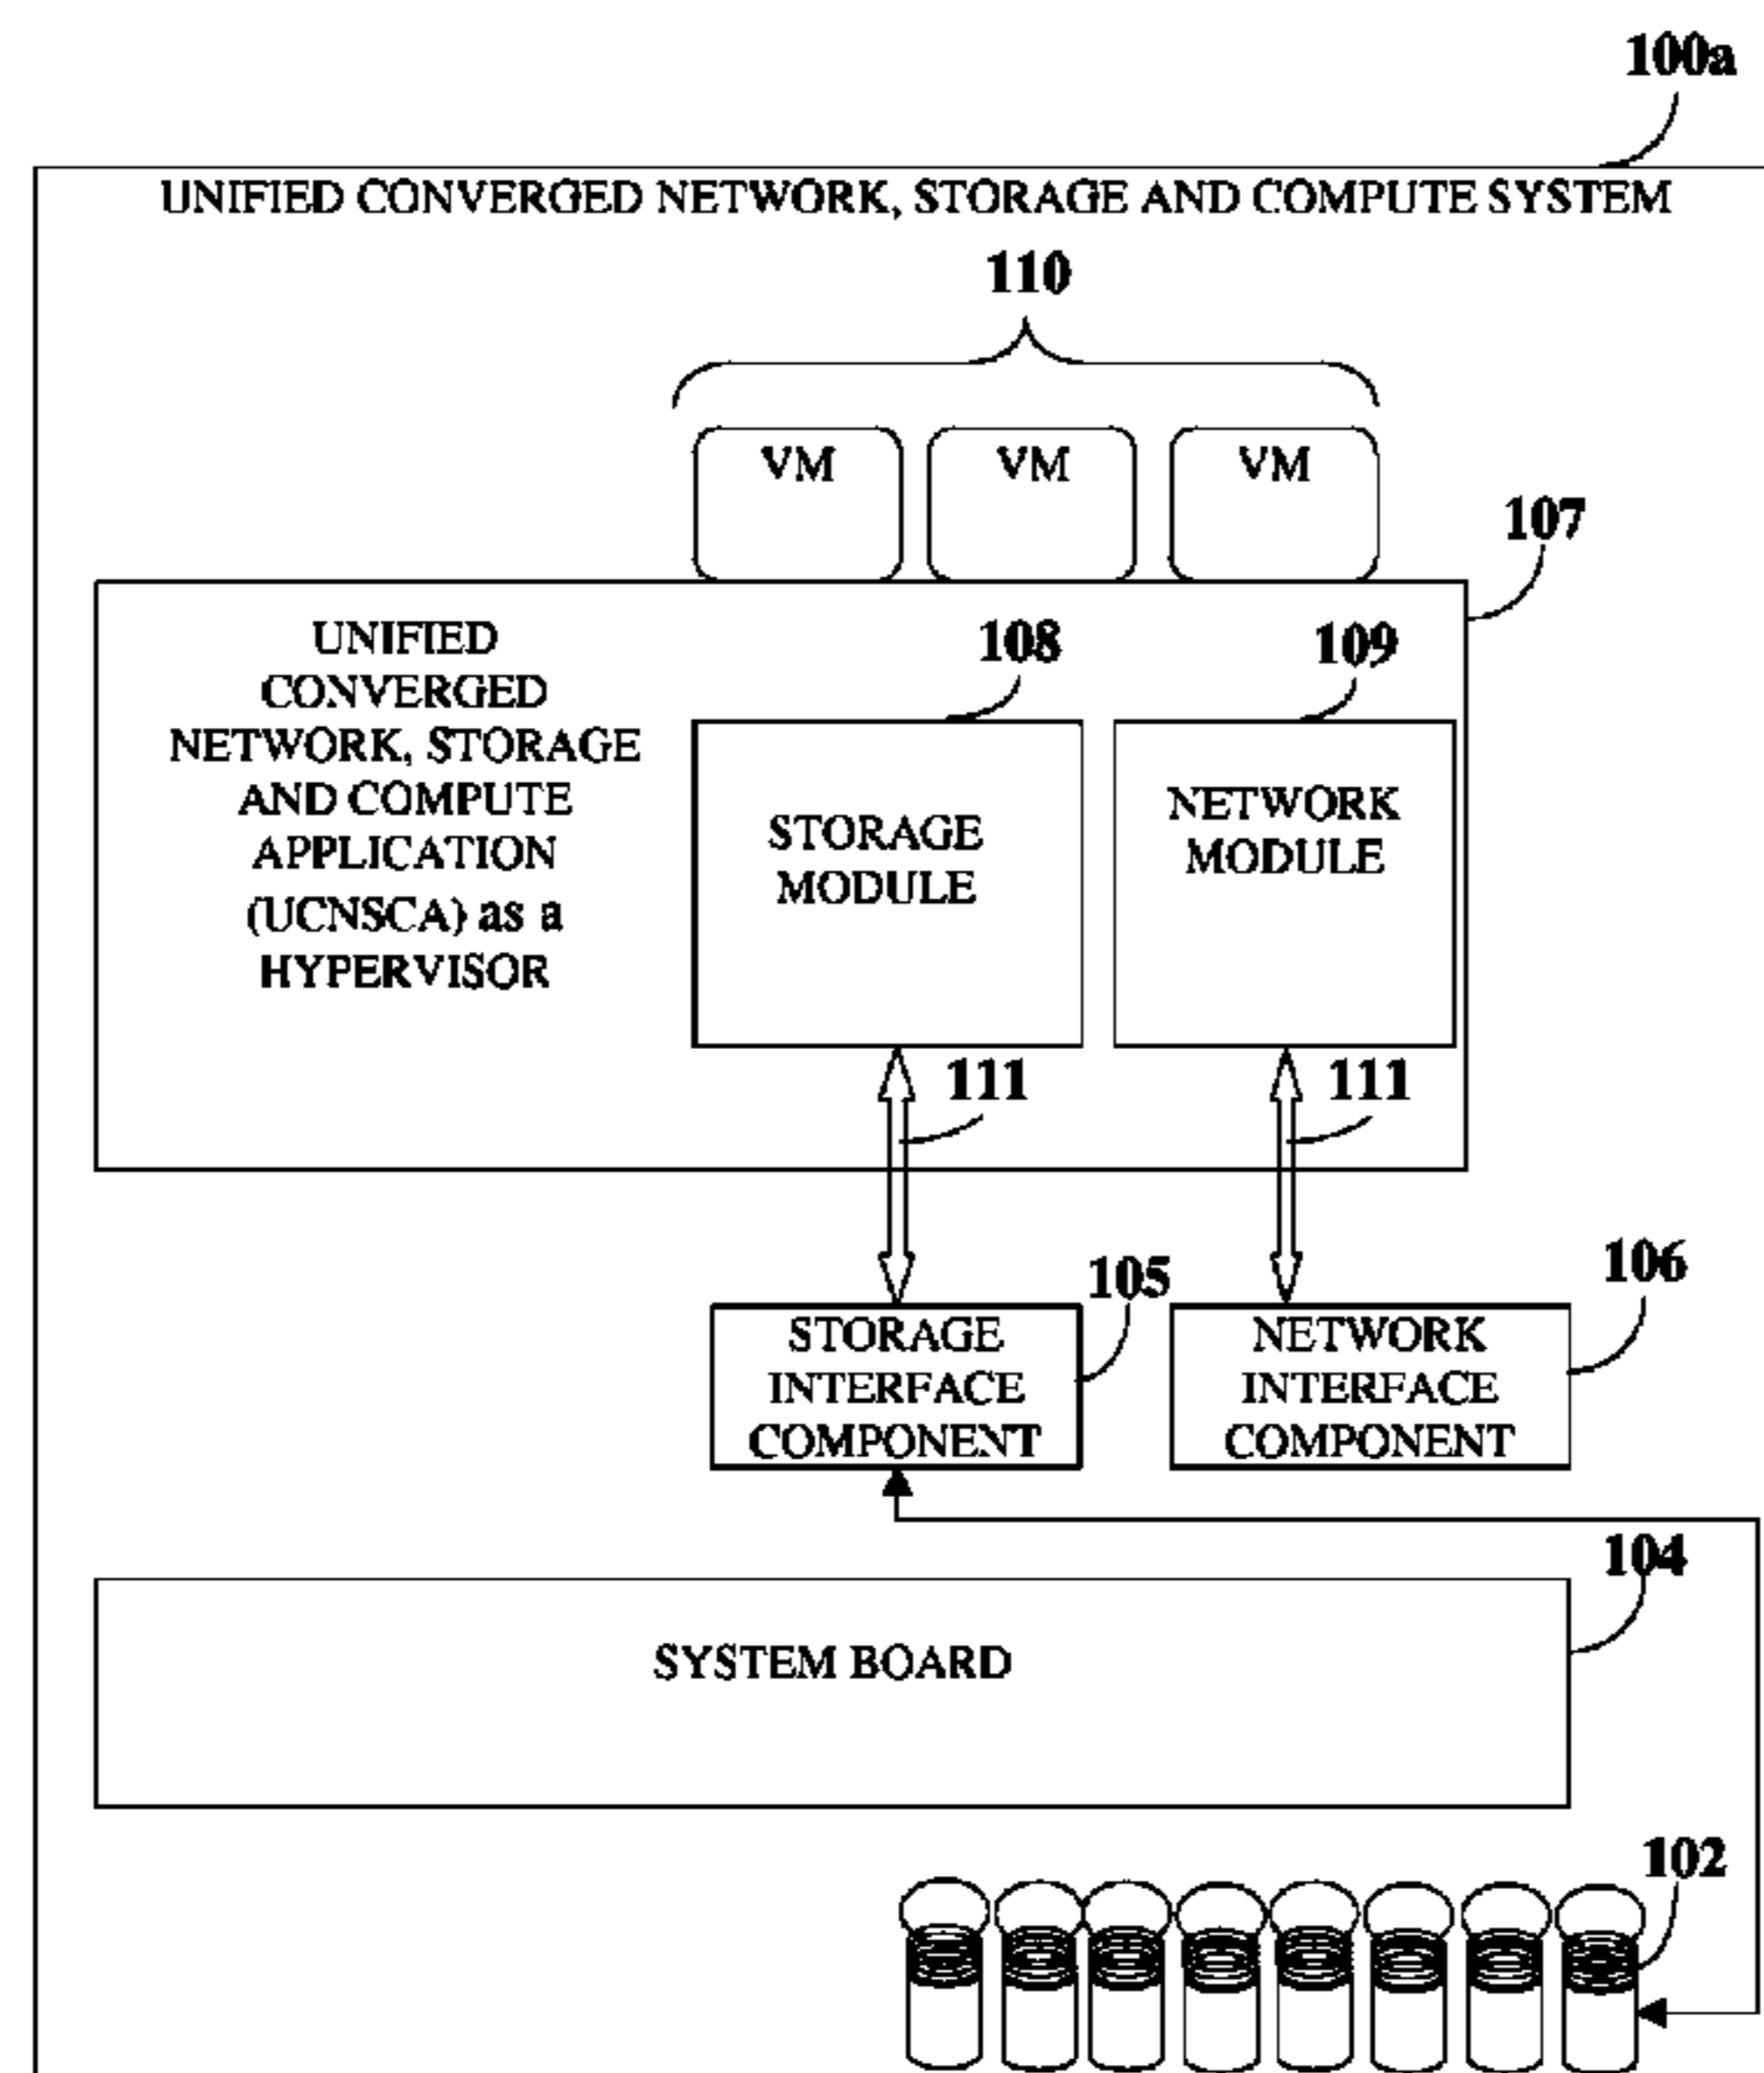 100a
UNIFIED CONVERGED NETWORK, STORAGE AND COMPUTE SYSTEM
110
VM
VM
VM
107
UNIFIED
CONVERGED
NETWORK, STORAGE
AND COMPUTE
APPLICATION
(UCNSCA) as a
HYPERVISOR
108
STORAGE
MODULE
109
NETWORK
MODULE
111
111
105
STORAGE
INTERFACE
COMPONENT
106
NETWORK
INTERFACE
COMPONENT
104
SYSTEM BOARD
102